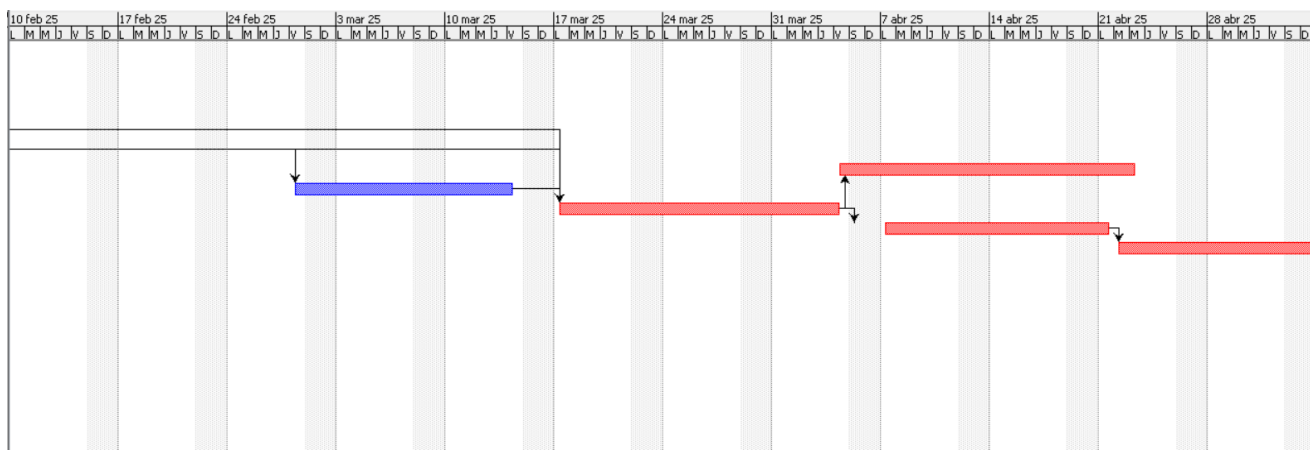 10 feb 25 17 feb 25 24 feb 25 3 mar 25 10 mar 25 17 mar 25 24 mar 25 31 mar 25 7 abr 25 14 abr 25 21 abr 25 28 abr 25
L M M J V S D L M M J V S D L M M J V S D L M M J V S D L M M J V S D L M M J V S D L M M J V S D L M M J V S D L M M J V S D L M M J V S D L M M J V S D L M M J V S D